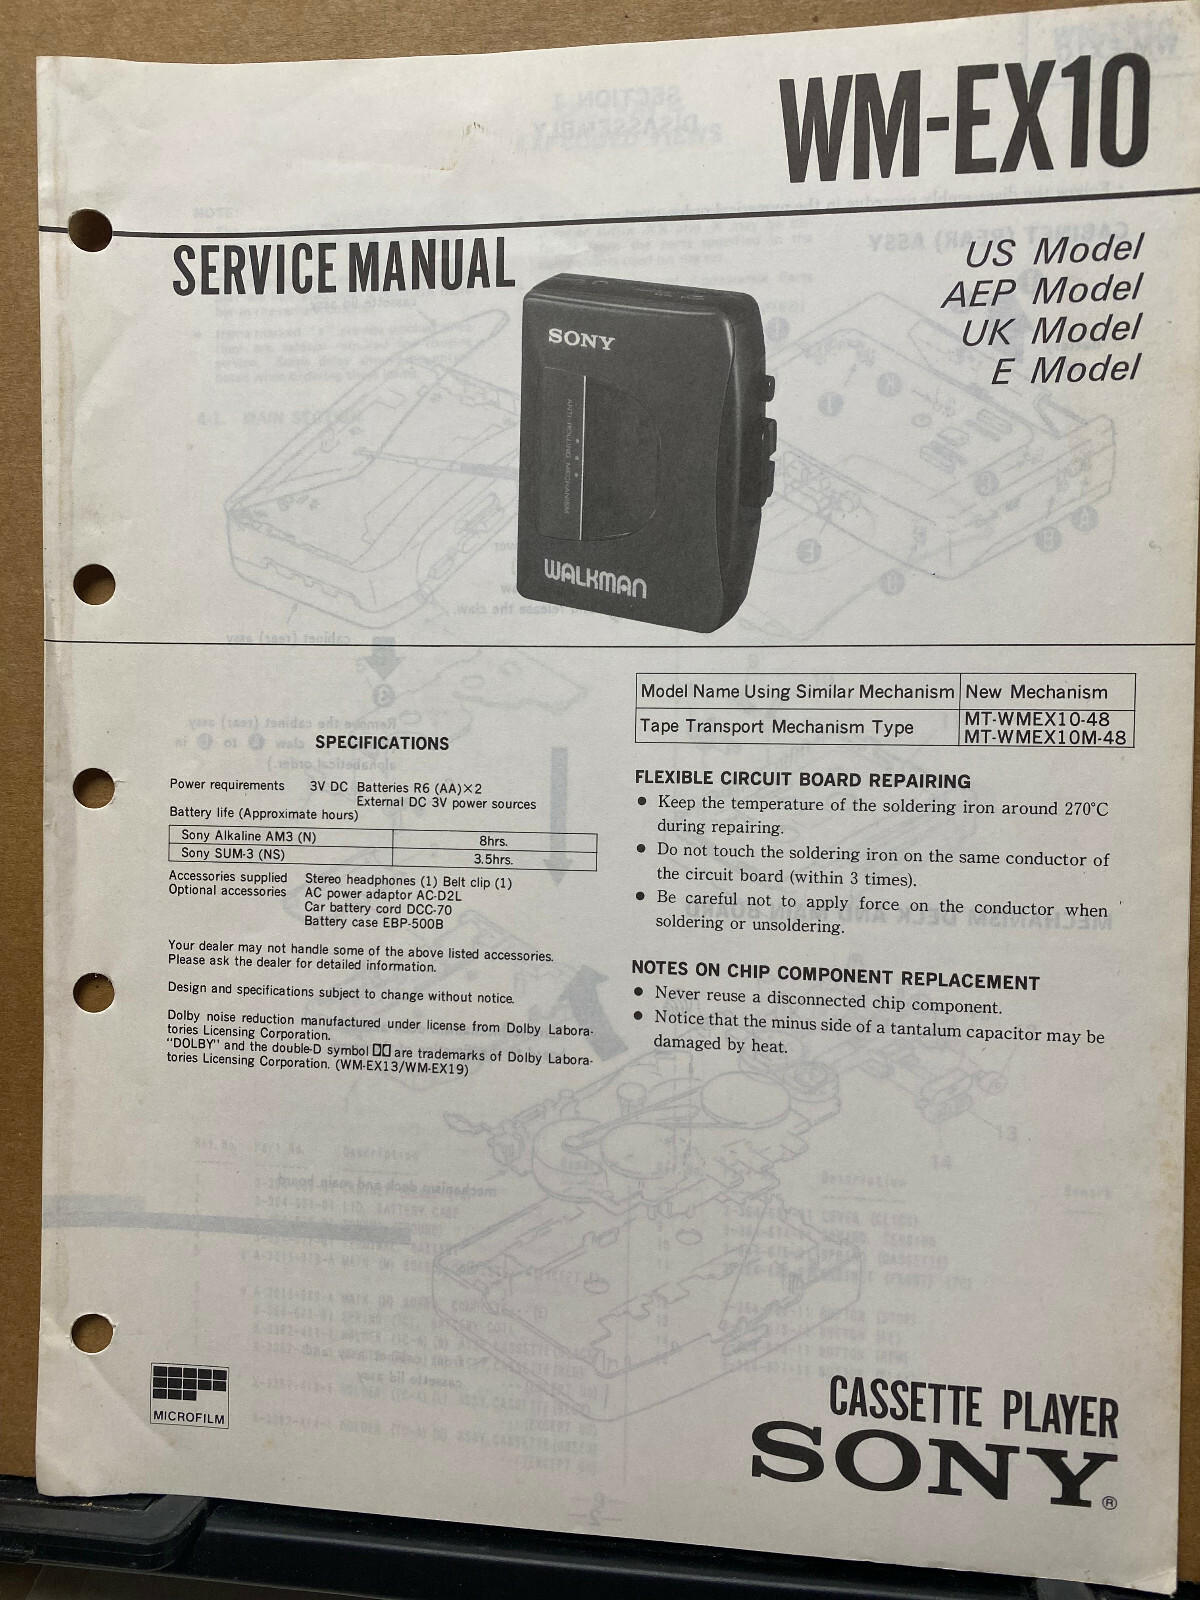 WM-EX10
SERVICE MANUAL
US Model
AEP Model
UK Model
E Model
SONY
ANTI-ROLLING MECHANISM
WALKMAN
Model Name Using Similar Mechanism New Mechanism
Tape Transport Mechanism Type MT-WMEX10-48
MT-WMEX10M-48
SPECIFICATIONS
Power requirements 3V DC Batteries R6 (AA)×2
External DC 3V power sources
Battery life (Approximate hours)
Sony Alkaline AM3 (N) 8hrs.
Sony SUM-3 (NS) 3.5hrs.
Accessories supplied Stereo headphones (1) Belt clip (1)
Optional accessories AC power adaptor AC-D2L
Car battery cord DCC-70
Battery case EBP-500B
Your dealer may not handle some of the above listed accessories.
Please ask the dealer for detailed information.
Design and specifications subject to change without notice.
Dolby noise reduction manufactured under license from Dolby Labora-
tories Licensing Corporation.
"DOLBY" and the double-D symbol are trademarks of Dolby Labora-
tories Licensing Corporation. (WM-EX13/WM-EX19)
FLEXIBLE CIRCUIT BOARD REPAIRING
● Keep the temperature of the soldering iron around 270°C
during repairing.
● Do not touch the soldering iron on the same conductor of
the circuit board (within 3 times).
● Be careful not to apply force on the conductor when
soldering or unsoldering.
NOTES ON CHIP COMPONENT REPLACEMENT
● Never reuse a disconnected chip component.
● Notice that the minus side of a tantalum capacitor may be
damaged by heat.
MICROFILM
CASSETTE PLAYER
SONY®